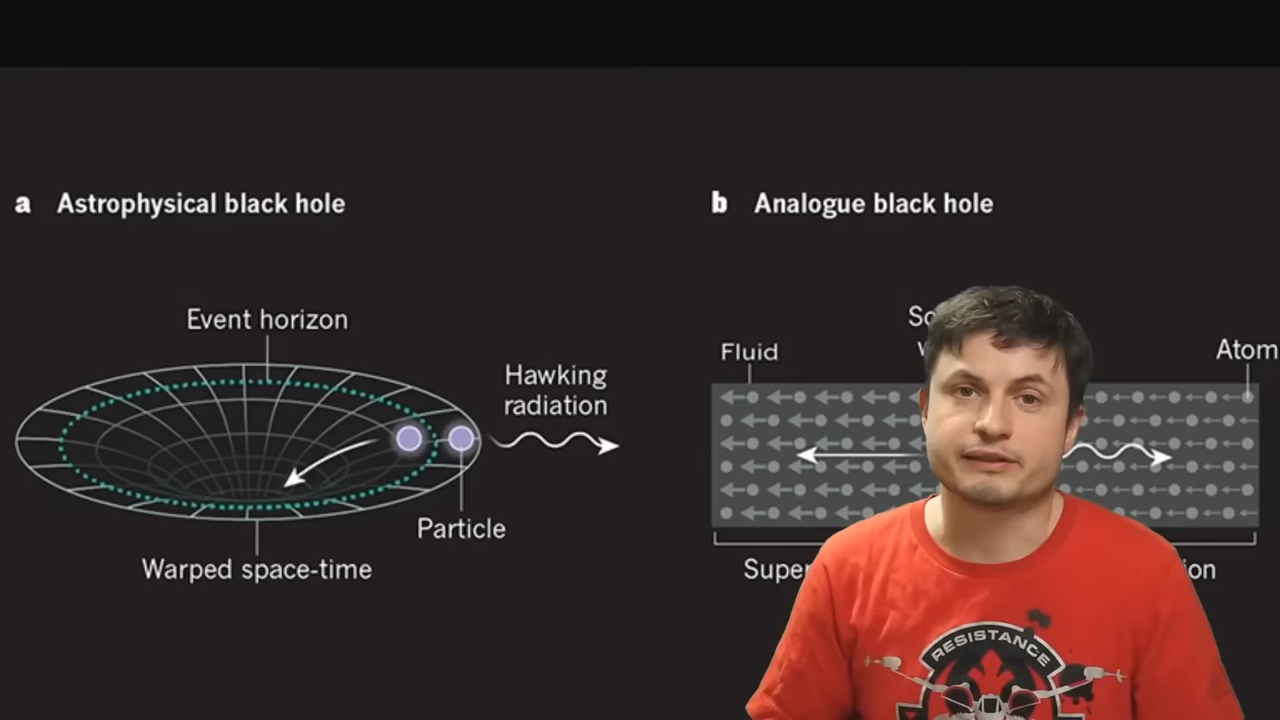 a Astrophysical black hole
Event horizon
Hawking
radiation
Particle
Warped space-time
b Analogue black hole
Fluid
Atom
RESISTANCE